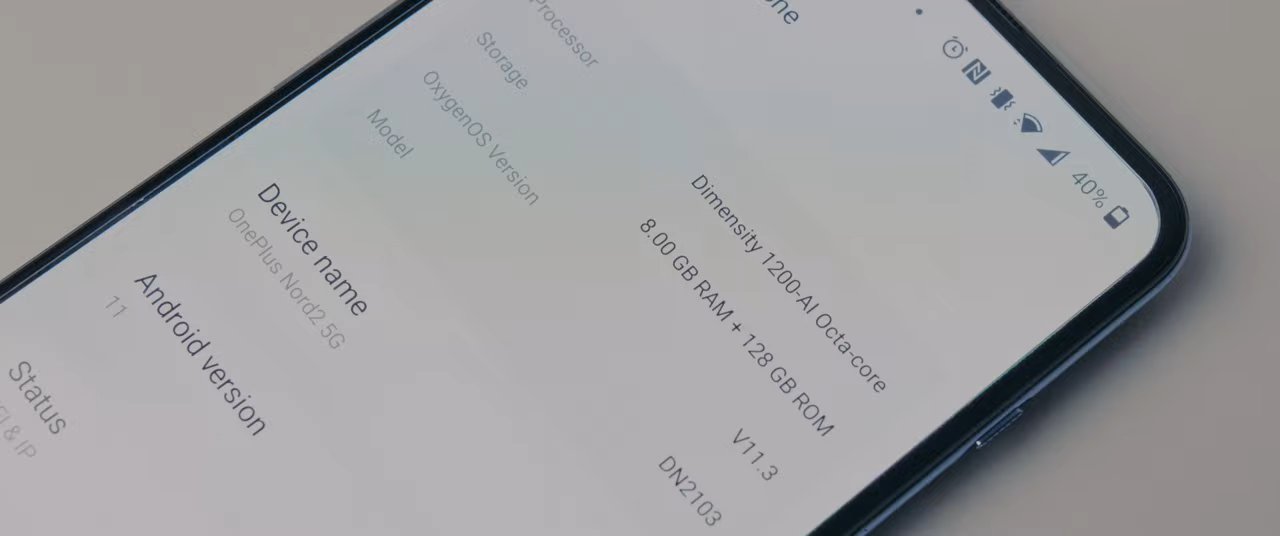 40%
Processor
Dimensity 1200-AI Octa-core
Storage
8.00 GB RAM + 128 GB ROM
OxygenOS Version
V11.3
Model
DN2103
Device name
OnePlus Nord2 5G
Android version
11
Status
& IP